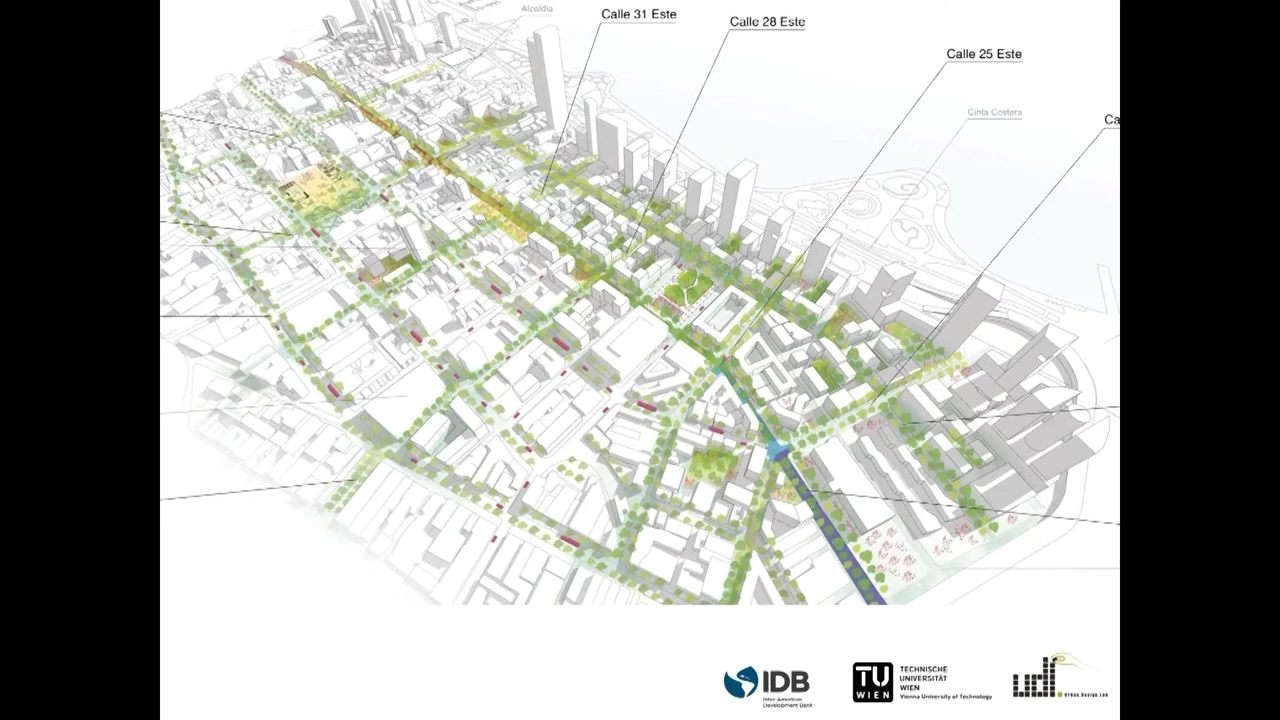 Alcaldía
Calle 31 Este
Calle 28 Este
Calle 25 Este
Cinta Costera
Ca
IDB
Inter-American
Development Bank
TU
WIEN
TECHNISCHE
UNIVERSITÄT
WIEN
Vienna University of Technology
udl
Urban.Design.Lab